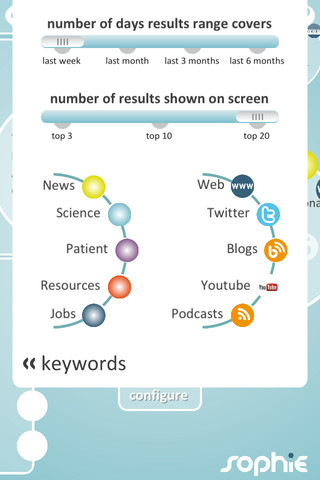 number of days results range covers
last week last month last 3 months last 6 months
number of results shown on screen
top 3 top 10 top 20
News
Science
Patient
Resources
Jobs
Web www
Twitter
Blogs
Youtube You Tube
Podcasts
« keywords
configure
sophie